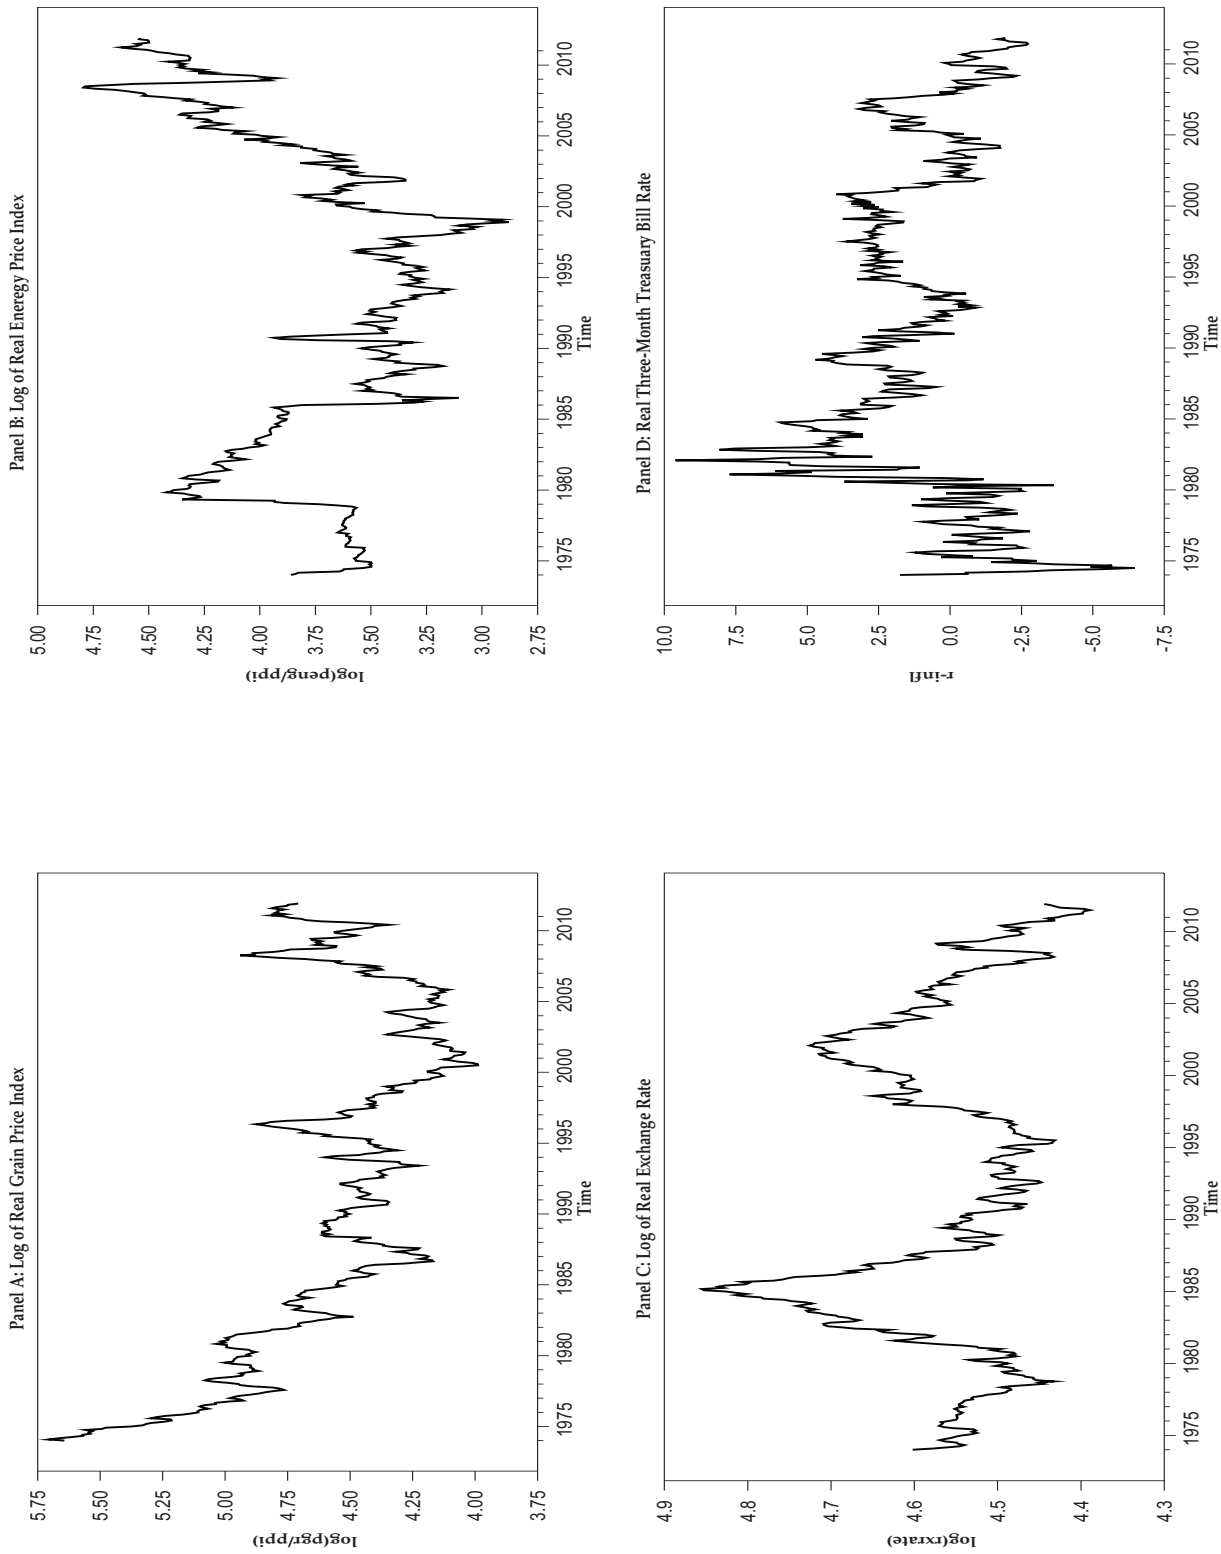 Panel A: Log of Real Grain Price Index
log(pgr/ppi)
5.75
5.50
5.25
5.00
4.75
4.50
4.25
4.00
3.75
1975 1980 1985 1990 1995 2000 2005 2010
Time
Panel B: Log of Real Eneregy Price Index
log(peng/ppi)
5.00
4.75
4.50
4.25
4.00
3.75
3.50
3.25
3.00
2.75
1975 1980 1985 1990 1995 2000 2005 2010
Time
Panel C: Log of Real Exchange Rate
log(rxrate)
4.9
4.8
4.7
4.6
4.5
4.4
4.3
1975 1980 1985 1990 1995 2000 2005 2010
Time
Panel D: Real Three-Month Treasuary Bill Rate
r-infl
10.0
7.5
5.0
2.5
0.0
-2.5
-5.0
-7.5
1975 1980 1985 1990 1995 2000 2005 2010
Time